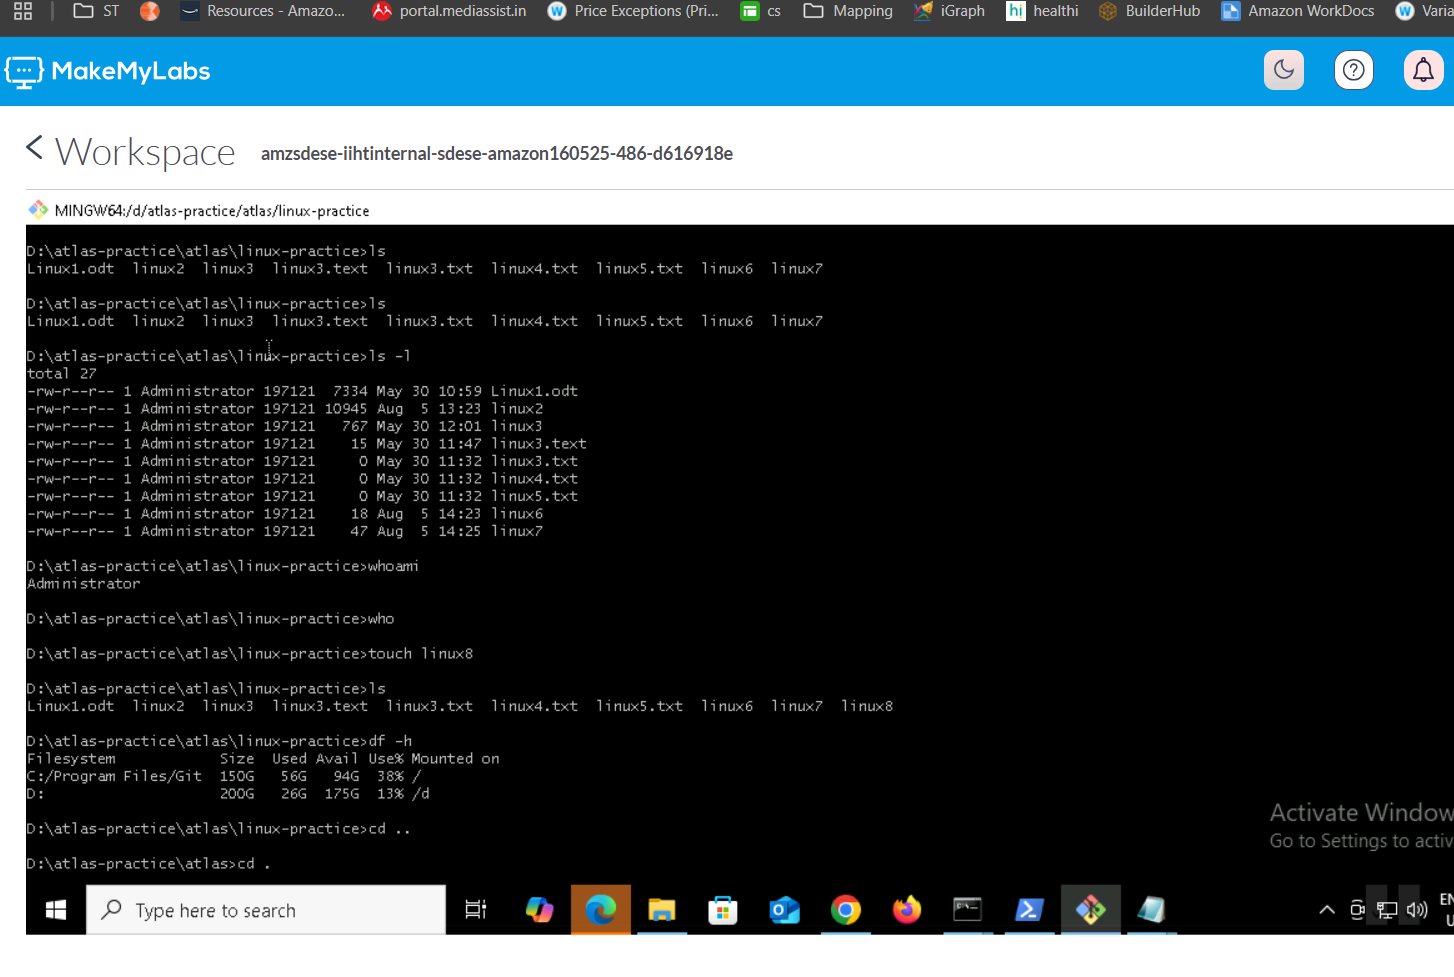 ST Resources - Amazo... portal.mediassist.in Price Exceptions (Pri... cs Mapping iGraph hi healthi BuilderHub Amazon WorkDocs Varia
MakeMyLabs
Workspace amzsdese-iihtinternal-sdese-amazon160525-486-d616918e
MINGW64:/d/atlas-practice/atlas/linux-practice
D:\atlas-practice\atlas\linux-practice>ls
Linux1.odt linux2 linux3 linux3.text linux3.txt linux4.txt linux5.txt linux6 linux7
D:\atlas-practice\atlas\linux-practice>ls
Linux1.odt linux2 linux3 linux3.text linux3.txt linux4.txt linux5.txt linux6 linux7
D:\atlas-practice\atlas\linux-practice>ls -l
total 27
-rw-r--r-- 1 Administrator 197121 7334 May 30 10:59 Linux1.odt
-rw-r--r-- 1 Administrator 197121 10945 Aug 5 13:23 linux2
-rw-r--r-- 1 Administrator 197121 767 May 30 12:01 linux3
-rw-r--r-- 1 Administrator 197121 15 May 30 11:47 linux3.text
-rw-r--r-- 1 Administrator 197121 0 May 30 11:32 linux3.txt
-rw-r--r-- 1 Administrator 197121 0 May 30 11:32 linux4.txt
-rw-r--r-- 1 Administrator 197121 0 May 30 11:32 linux5.txt
-rw-r--r-- 1 Administrator 197121 18 Aug 5 14:23 linux6
-rw-r--r-- 1 Administrator 197121 47 Aug 5 14:25 linux7
D:\atlas-practice\atlas\linux-practice>whoami
Administrator
D:\atlas-practice\atlas\linux-practice>who
D:\atlas-practice\atlas\linux-practice>touch linux8
D:\atlas-practice\atlas\linux-practice>ls
Linux1.odt linux2 linux3 linux3.text linux3.txt linux4.txt linux5.txt linux6 linux7 linux8
D:\atlas-practice\atlas\linux-practice>df -h
Filesystem Size Used Avail Use% Mounted on
C:/Program Files/Git 150G 56G 94G 38% /
D: 200G 26G 175G 13% /d
D:\atlas-practice\atlas\linux-practice>cd ..
D:\atlas-practice\atlas>cd .
Activate Window
Go to Settings to activ
Type here to search
EN
U